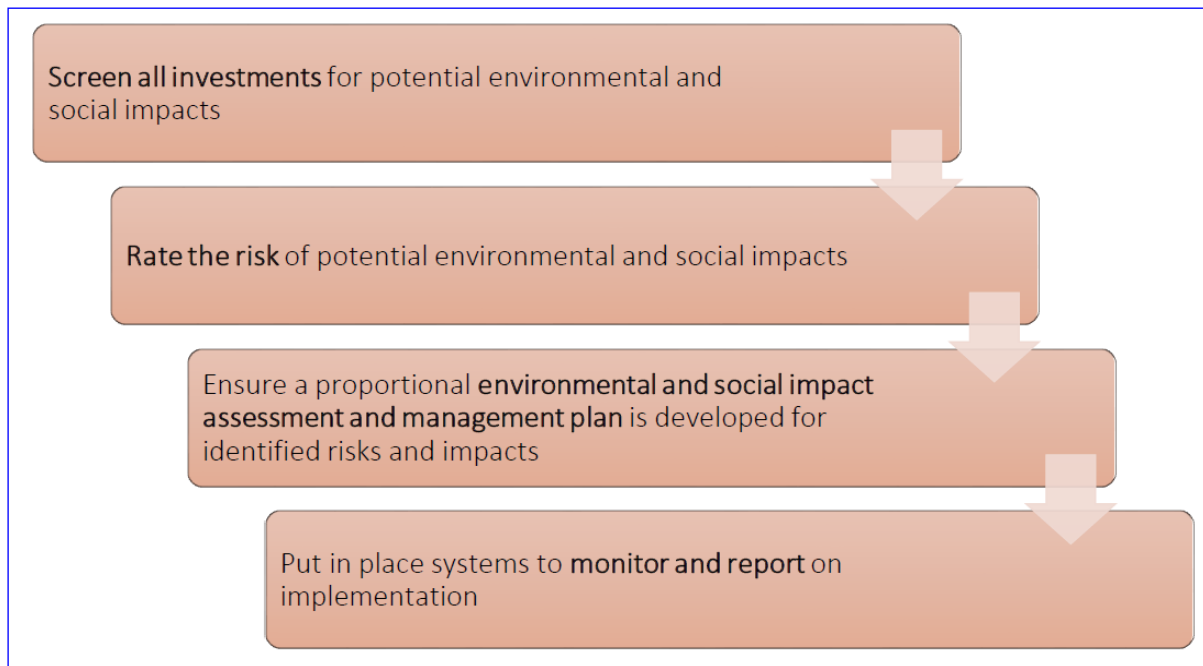 Screen all investments for potential environmental and
social impacts
Rate the risk of potential environmental and social impacts
Ensure a proportional environmental and social impact
assessment and management plan is developed for
identified risks and impacts
Put in place systems to monitor and report on
implementation